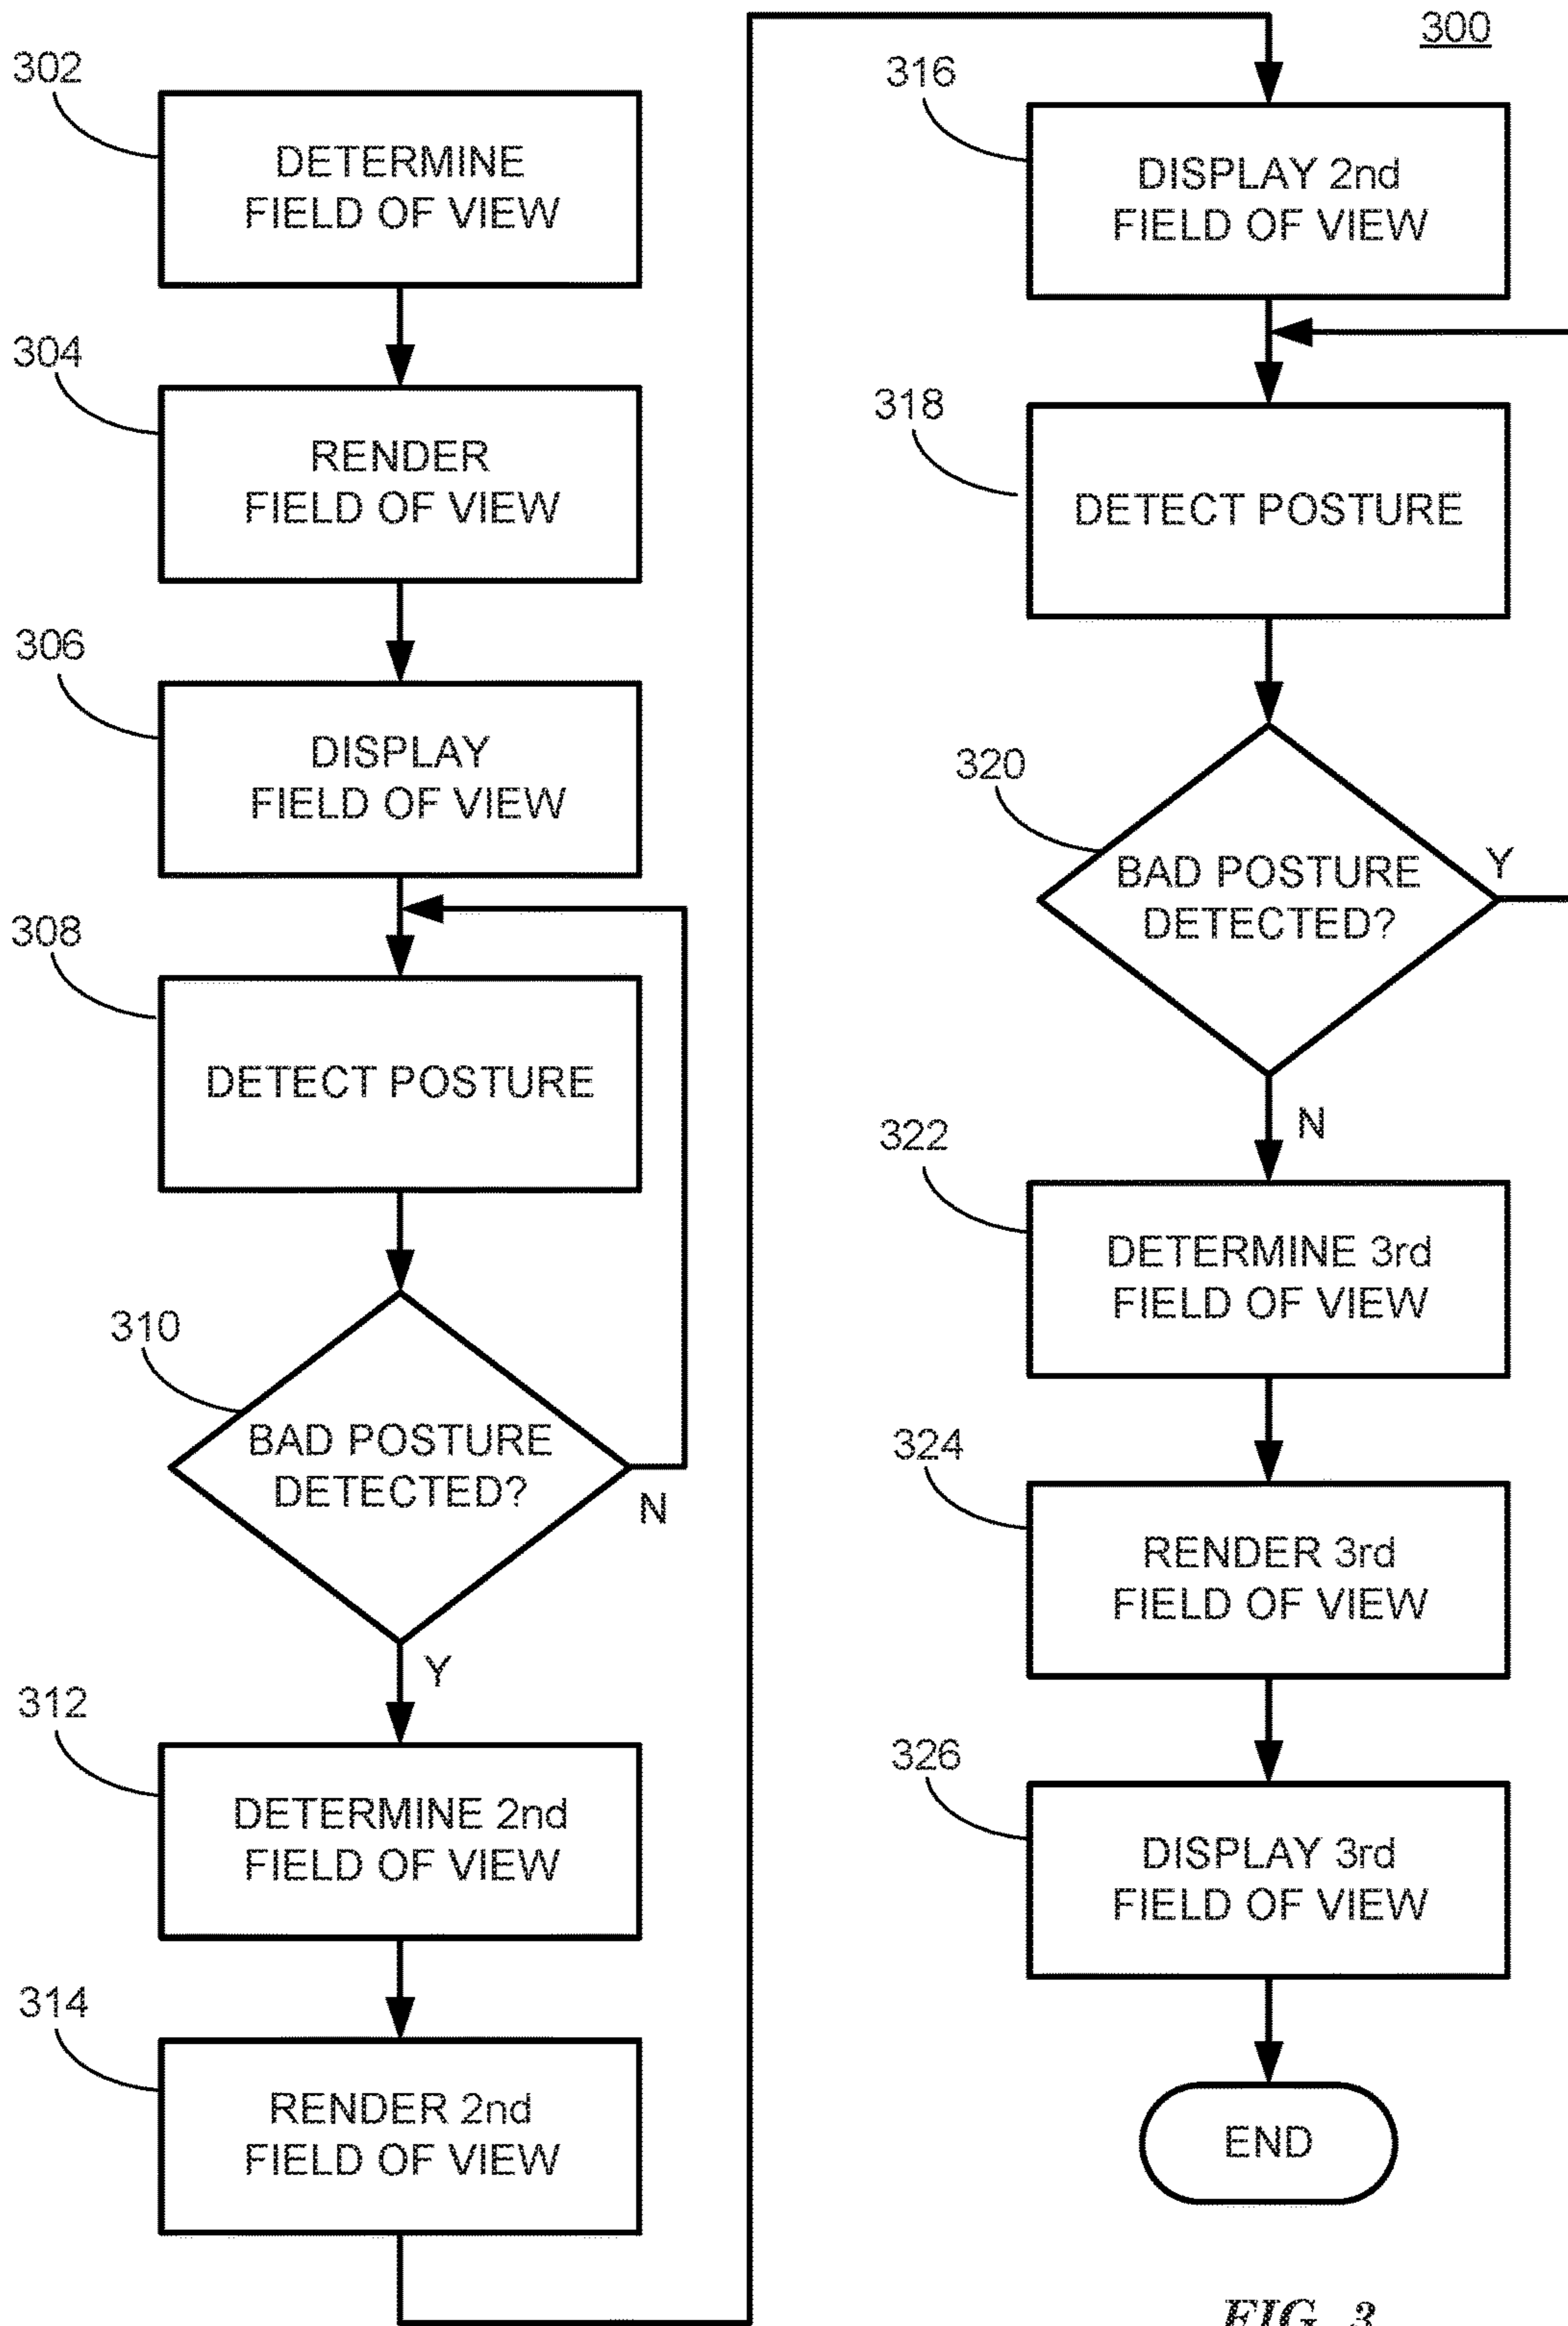 300
302
DETERMINE
FIELD OF VIEW
304
RENDER
FIELD OF VIEW
306
DISPLAY
FIELD OF VIEW
308
DETECT POSTURE
310
BAD POSTURE
DETECTED?
N
Y
312
DETERMINE 2nd
FIELD OF VIEW
314
RENDER 2nd
FIELD OF VIEW
316
DISPLAY 2nd
FIELD OF VIEW
318
DETECT POSTURE
320
BAD POSTURE
DETECTED?
Y
N
322
DETERMINE 3rd
FIELD OF VIEW
324
RENDER 3rd
FIELD OF VIEW
326
DISPLAY 3rd
FIELD OF VIEW
END
FIG. 3